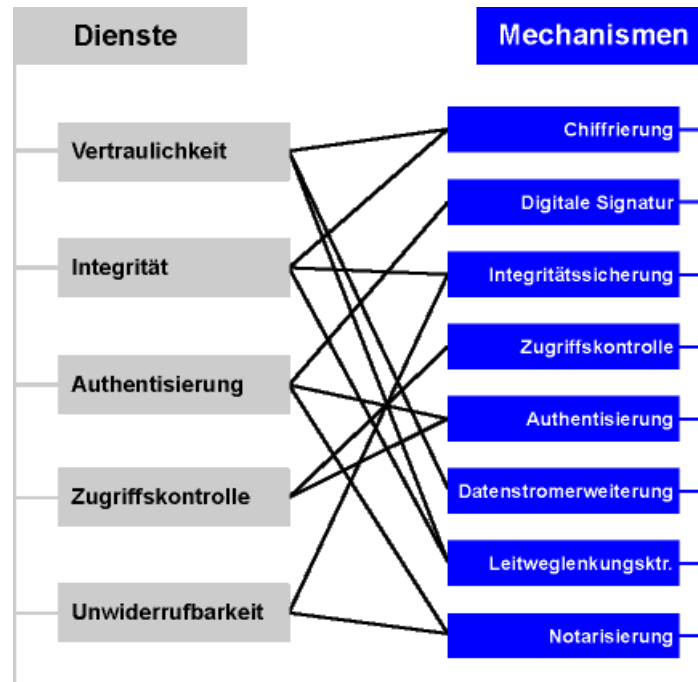 Dienste
Mechanismen
Vertraulichkeit
Integrität
Authentisierung
Zugriffskontrolle
Unwiderrufbarkeit
Chiffrierung
Digitale Signatur
Integritätssicherung
Zugriffskontrolle
Authentisierung
Datenstromerweiterung
Leitweglenkungsktr.
Notarisierung